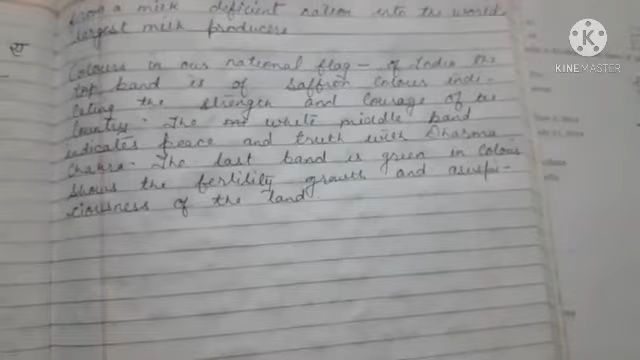 from a milk deficient nation into the world
largest milk producers
Colours in our national flag - of India the
top band is of saffron colour indi-
cating the strength and courage of the
country. The white middle band
indicates peace and truth with Dharma
Chakra. The last band is green in colour
shows the fertility growth and auspi-
ciousness of the land
K
KINEMASTER